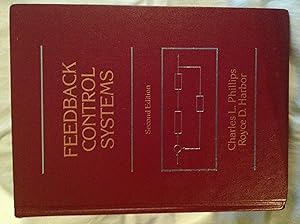 FEEDBACK
CONTROL
SYSTEMS
Second Edition
Charles L. Phillips
Royce D. Harbor